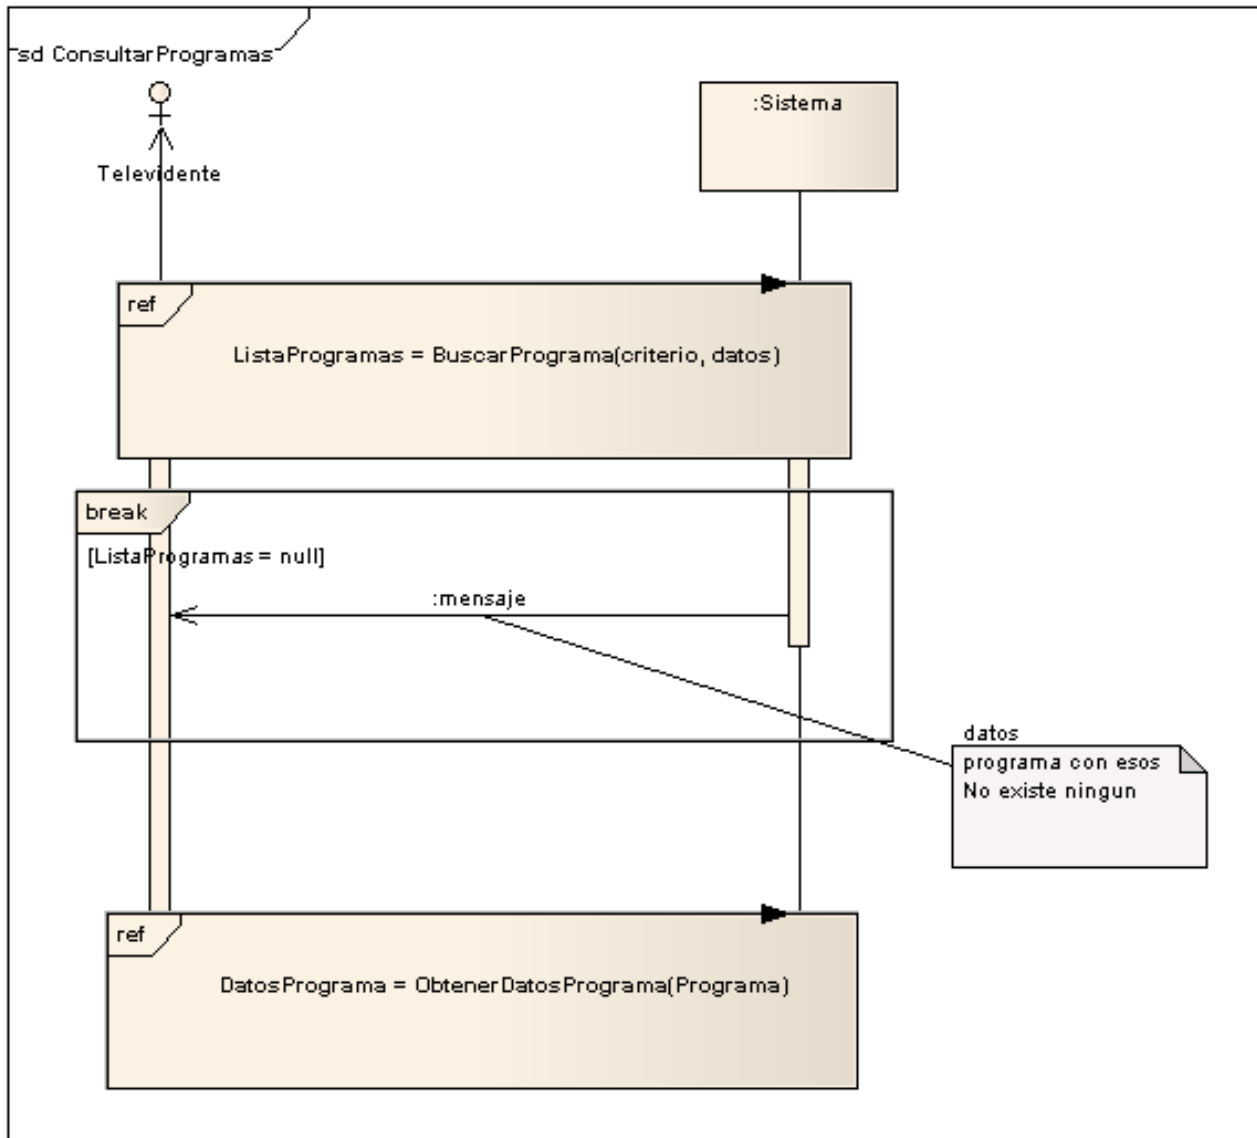 sd ConsultarProgramas
Televidente
:Sistema
ref
ListaProgramas = BuscarPrograma(criterio, datos)
break
[ListaProgramas = null]
:mensaje
datos
programa con esos
No existe ningun
ref
DatosPrograma = ObtenerDatosPrograma(Programa)